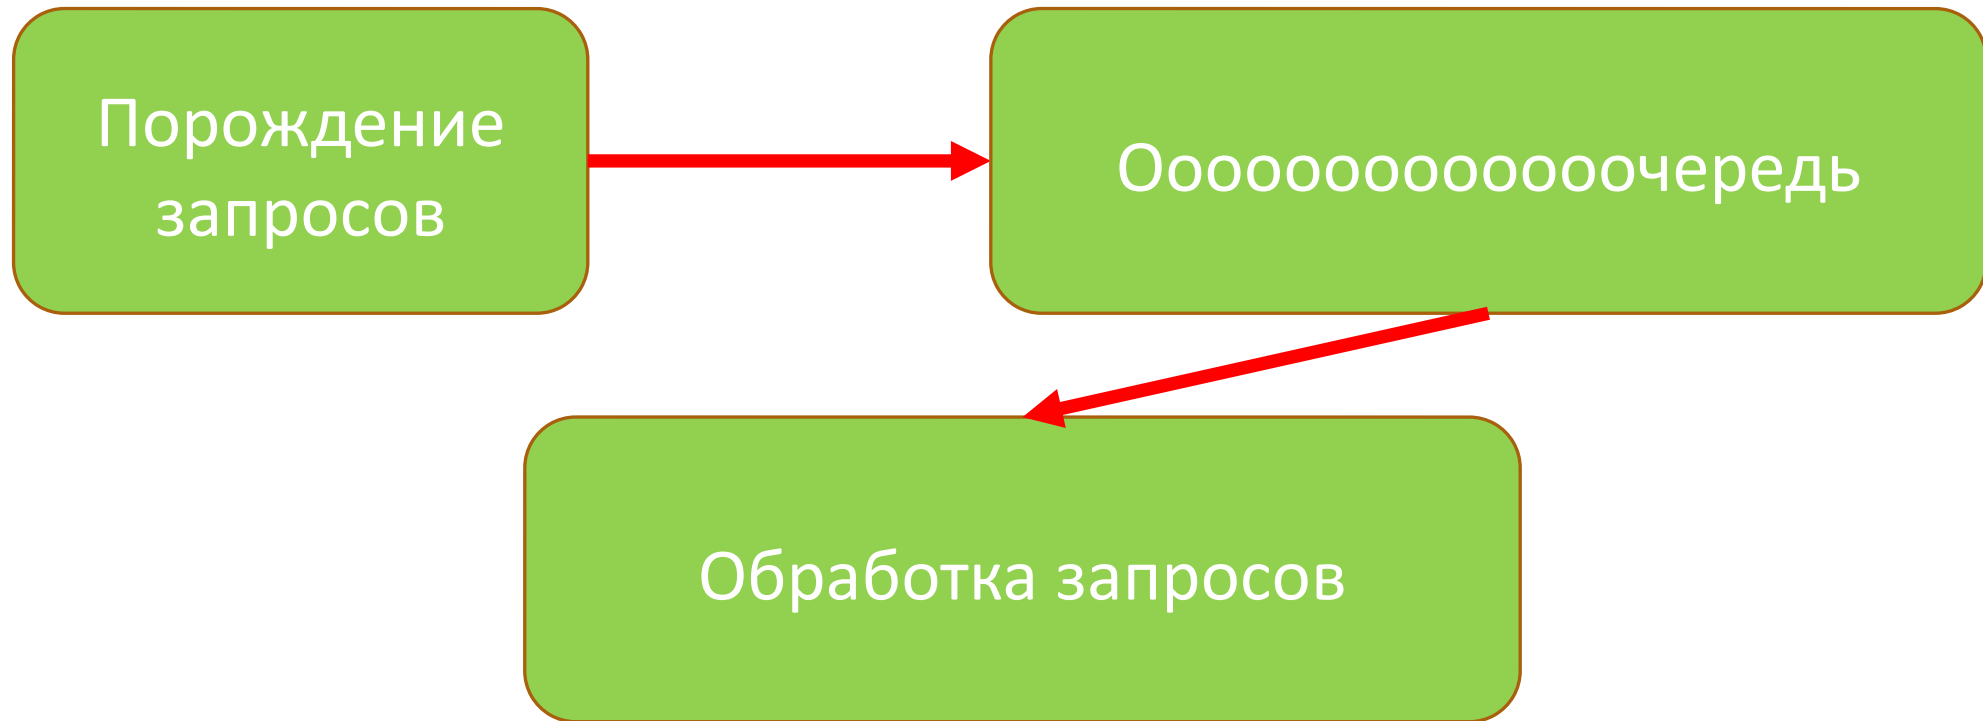 Порождение
запросов
Ооооооооооооочередь
Обработка запросов